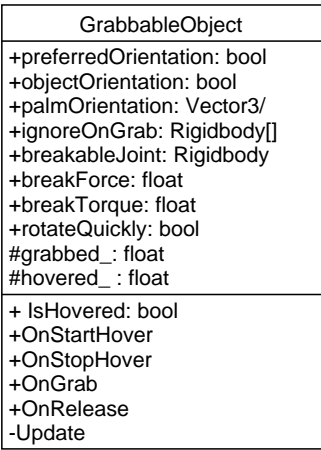 GrabbableObject
+preferredOrientation: bool
+objectOrientation: bool
+palmOrientation: Vector3/
+ignoreOnGrab: Rigidbody[]
+breakableJoint: Rigidbody
+breakForce: float
+breakTorque: float
+rotateQuickly: bool
#grabbed_: float
#hovered_ : float
+ IsHovered: bool
+OnStartHover
+OnStopHover
+OnGrab
+OnRelease
-Update